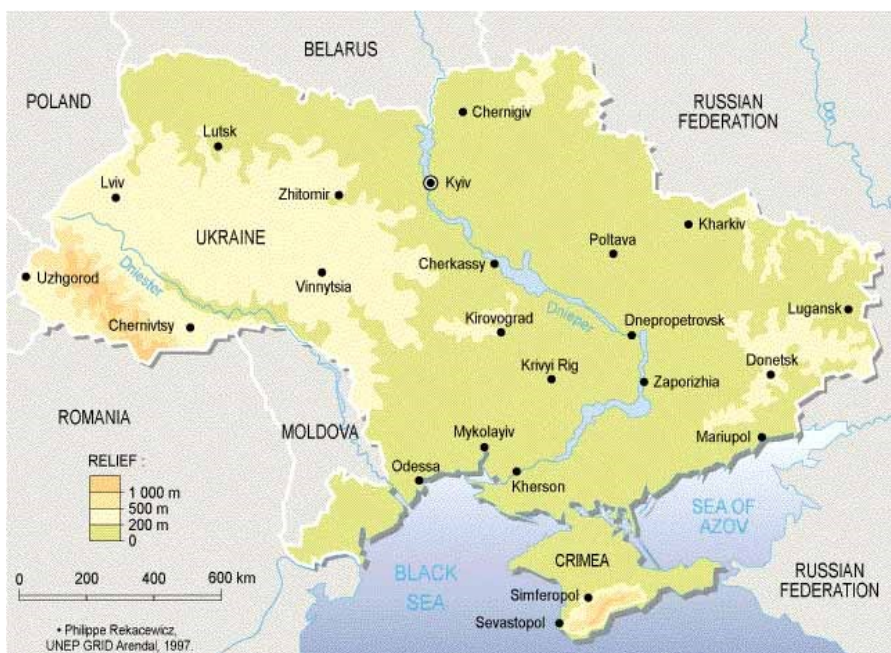 BELARUS
POLAND
RUSSIAN
FEDERATION
Don
Chernigiv
Lutsk
Kyiv
Lviv
Zhitomir
Kharkiv
UKRAINE
Poltava
Cherkassy
Uzhgorod
Dniester
Vinnytsia
Dnieper
Lugansk
Chernivtsy
Kirovograd
Dnepropetrovsk
Donetsk
Krivyi Rig
Zaporizhia
ROMANIA
MOLDOVA
Mykolayiv
Mariupol
RELIEF :
1 000 m
500 m
200 m
0
Odessa
Kherson
SEA OF
AZOV
CRIMEA
BLACK
SEA
RUSSIAN
FEDERATION
0 200 400 600 km
Simferopol
Sevastopol
• Philippe Rekacewicz,
UNEP GRID Arendal, 1997.